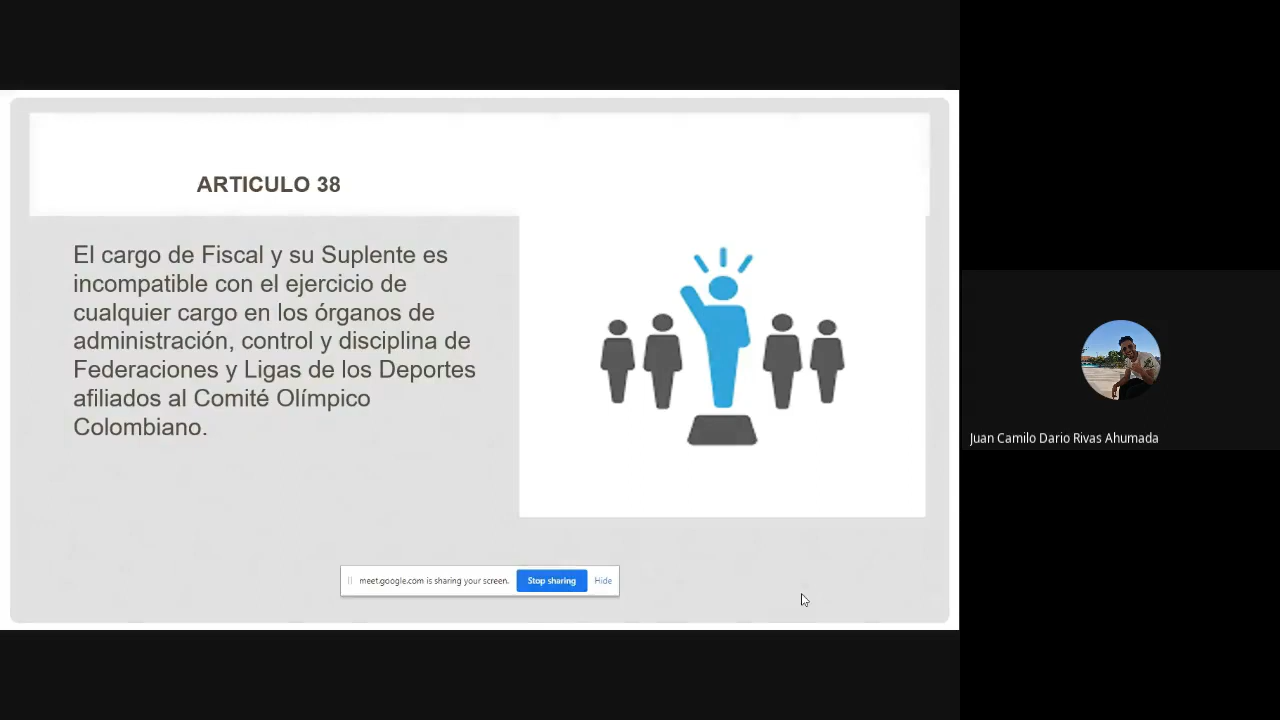 ARTICULO 38
El cargo de Fiscal y su Suplente es
incompatible con el ejercicio de
cualquier cargo en los órganos de
administración, control y disciplina de
Federaciones y Ligas de los Deportes
afiliados al Comité Olímpico
Colombiano.
meet.google.com is sharing your screen. Stop sharing Hide
Juan Camilo Dario Rivas Ahumada